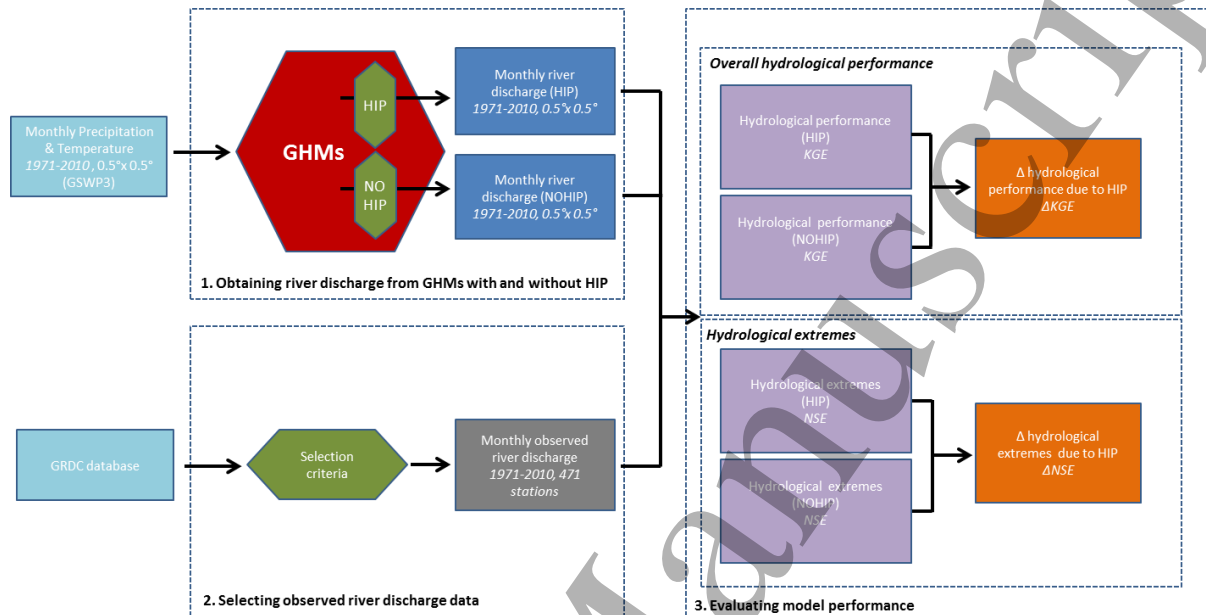 Monthly Precipitation
& Temperature
1971-2010, 0.5°x 0.5°
(GSWP3)
GHMs
HIP
NO
HIP
Monthly river
discharge (HIP)
1971-2010, 0.5°x 0.5°
Monthly river
discharge (NOHIP)
1971-2010, 0.5°x 0.5°
1. Obtaining river discharge from GHMs with and without HIP
GRDC database
Selection
criteria
Monthly observed
river discharge
1971-2010, 471
stations
2. Selecting observed river discharge data
Overall hydrological performance
Hydrological performance
(HIP)
KGE
Hydrological performance
(NOHIP)
KGE
Δ hydrological
performance due to HIP
ΔKGE
Hydrological extremes
Hydrological extremes
(HIP)
NSE
Hydrological extremes
(NOHIP)
NSE
Δ hydrological
extremes due to HIP
ΔNSE
3. Evaluating model performance
Manuscrip